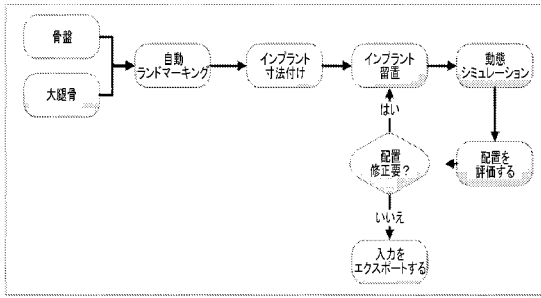 骨盤
大腿骨
自動
ランドマーキング
インプラント
寸法付け
インプラント
留置
動態
シミュレーション
はい
配置
修正要？
配置を
評価する
いいえ
入力を
エクスポートする